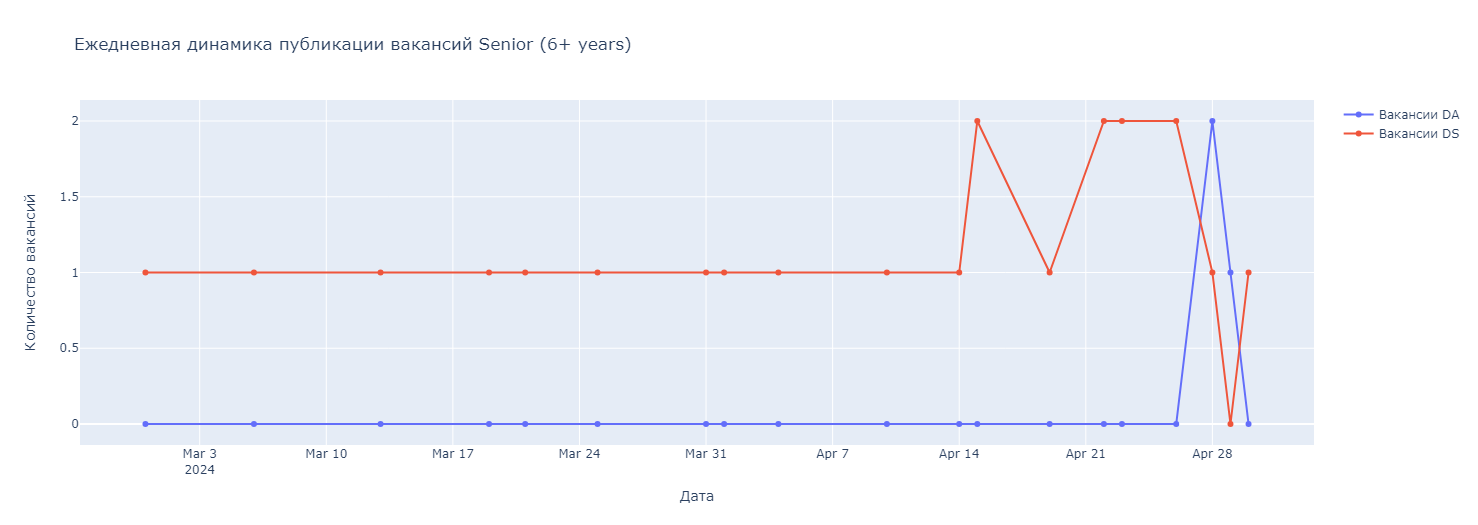 Ежедневная динамика публикации вакансий Senior (6+ years)
Вакансии DA
Вакансии DS
Количество вакансий
2
1.5
1
0.5
0
Mar 3 Mar 10 Mar 17 Mar 24 Mar 31 Apr 7 Apr 14 Apr 21 Apr 28
2024
Дата